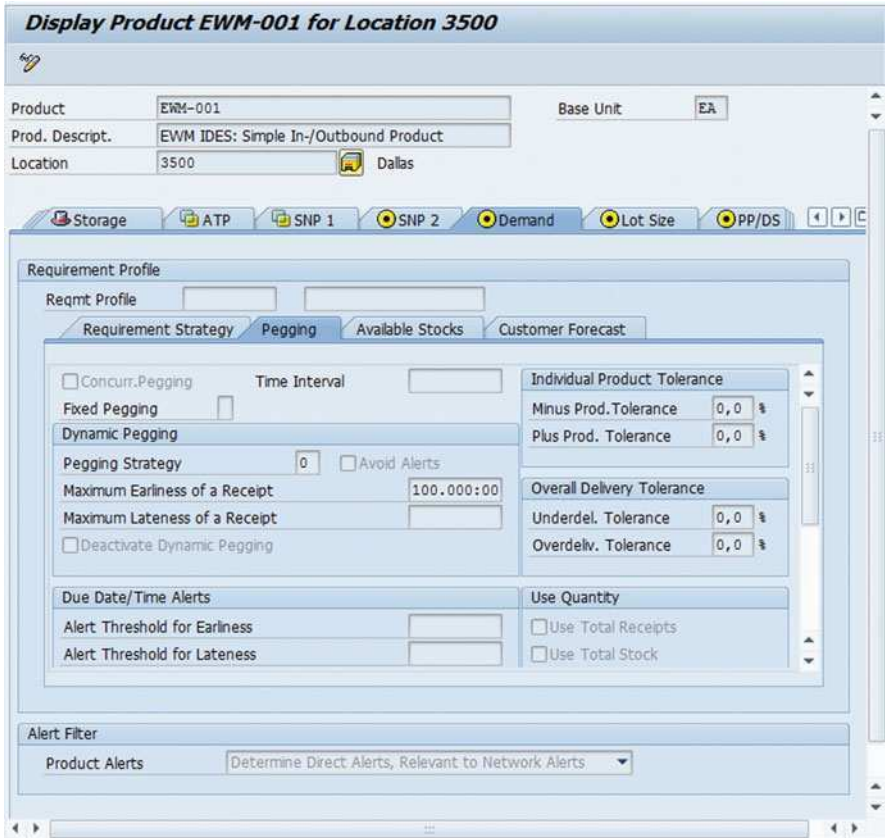 Display Product EWM-001 for Location 3500
Product EWM-001 Base Unit EA
Prod. Descript. EWM IDES: Simple In-/Outbound Product
Location 3500 Dallas
Storage ATP SNP 1 SNP 2 Demand Lot Size PP/DS
Requirement Profile
Reqmt Profile
Requirement Strategy Pegging Available Stocks Customer Forecast
Concurr.Pegging Time Interval
Fixed Pegging
Dynamic Pegging
Pegging Strategy 0 Avoid Alerts
Maximum Earliness of a Receipt 100.000:00
Maximum Lateness of a Receipt
Deactivate Dynamic Pegging
Individual Product Tolerance
Minus Prod.Tolerance 0,0 %
Plus Prod. Tolerance 0,0 %
Overall Delivery Tolerance
Underdel. Tolerance 0,0 %
Overdeliv. Tolerance 0,0 %
Due Date/Time Alerts
Alert Threshold for Earliness
Alert Threshold for Lateness
Use Quantity
Use Total Receipts
Use Total Stock
Alert Filter
Product Alerts Determine Direct Alerts, Relevant to Network Alerts